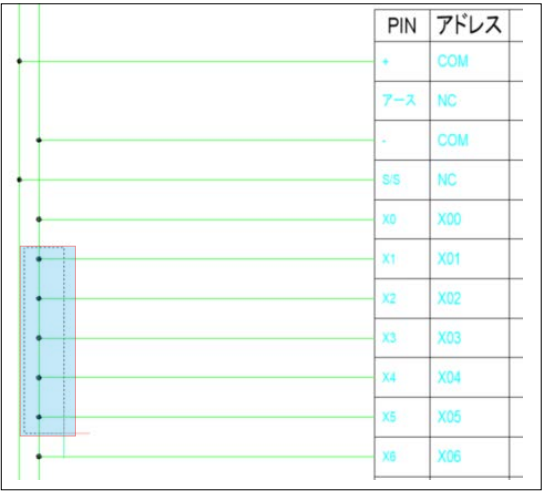 PIN アドレス
+ COM
アース NC
- COM
S/S NC
X0 X00
X1 X01
X2 X02
X3 X03
X4 X04
X5 X05
X6 X06